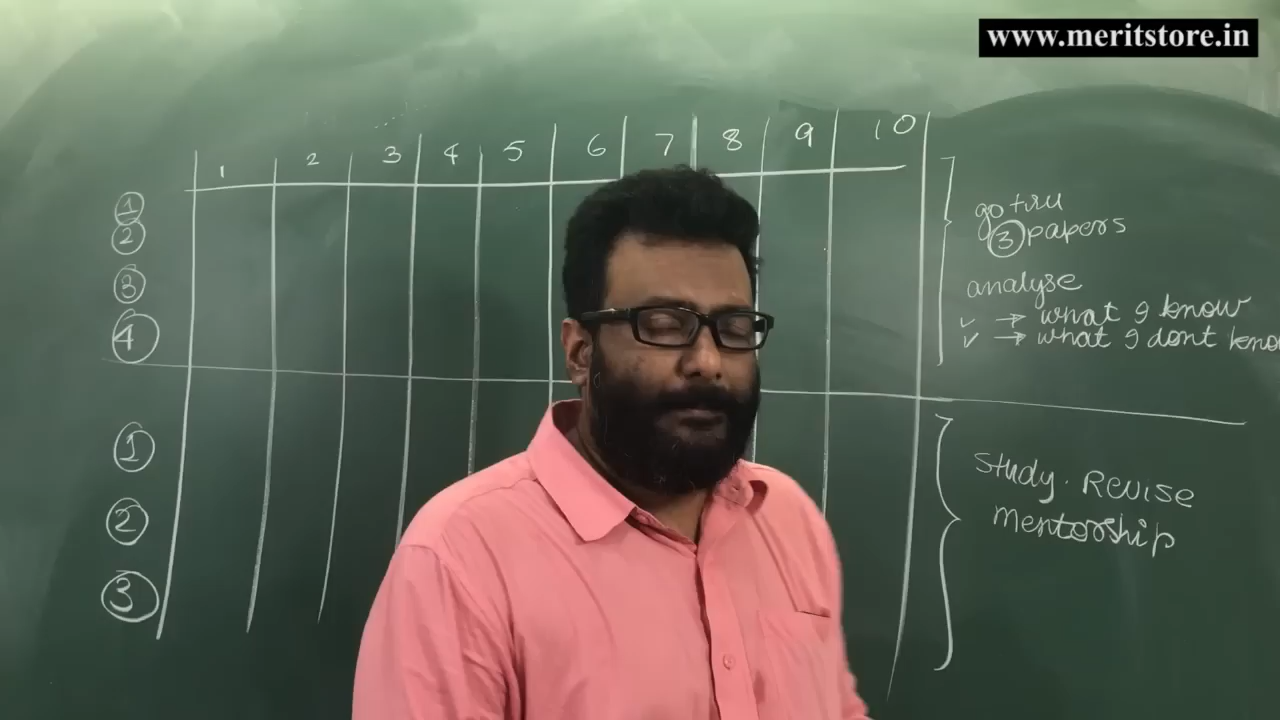 www.meritstore.in
1 2 3 4 5 6 7 8 9 10
1
2
3
4
go tru
3 papers
analyse
✓ → what I know
✓ → what I dont kno
1
2
3
Study. Revise
Mentorship